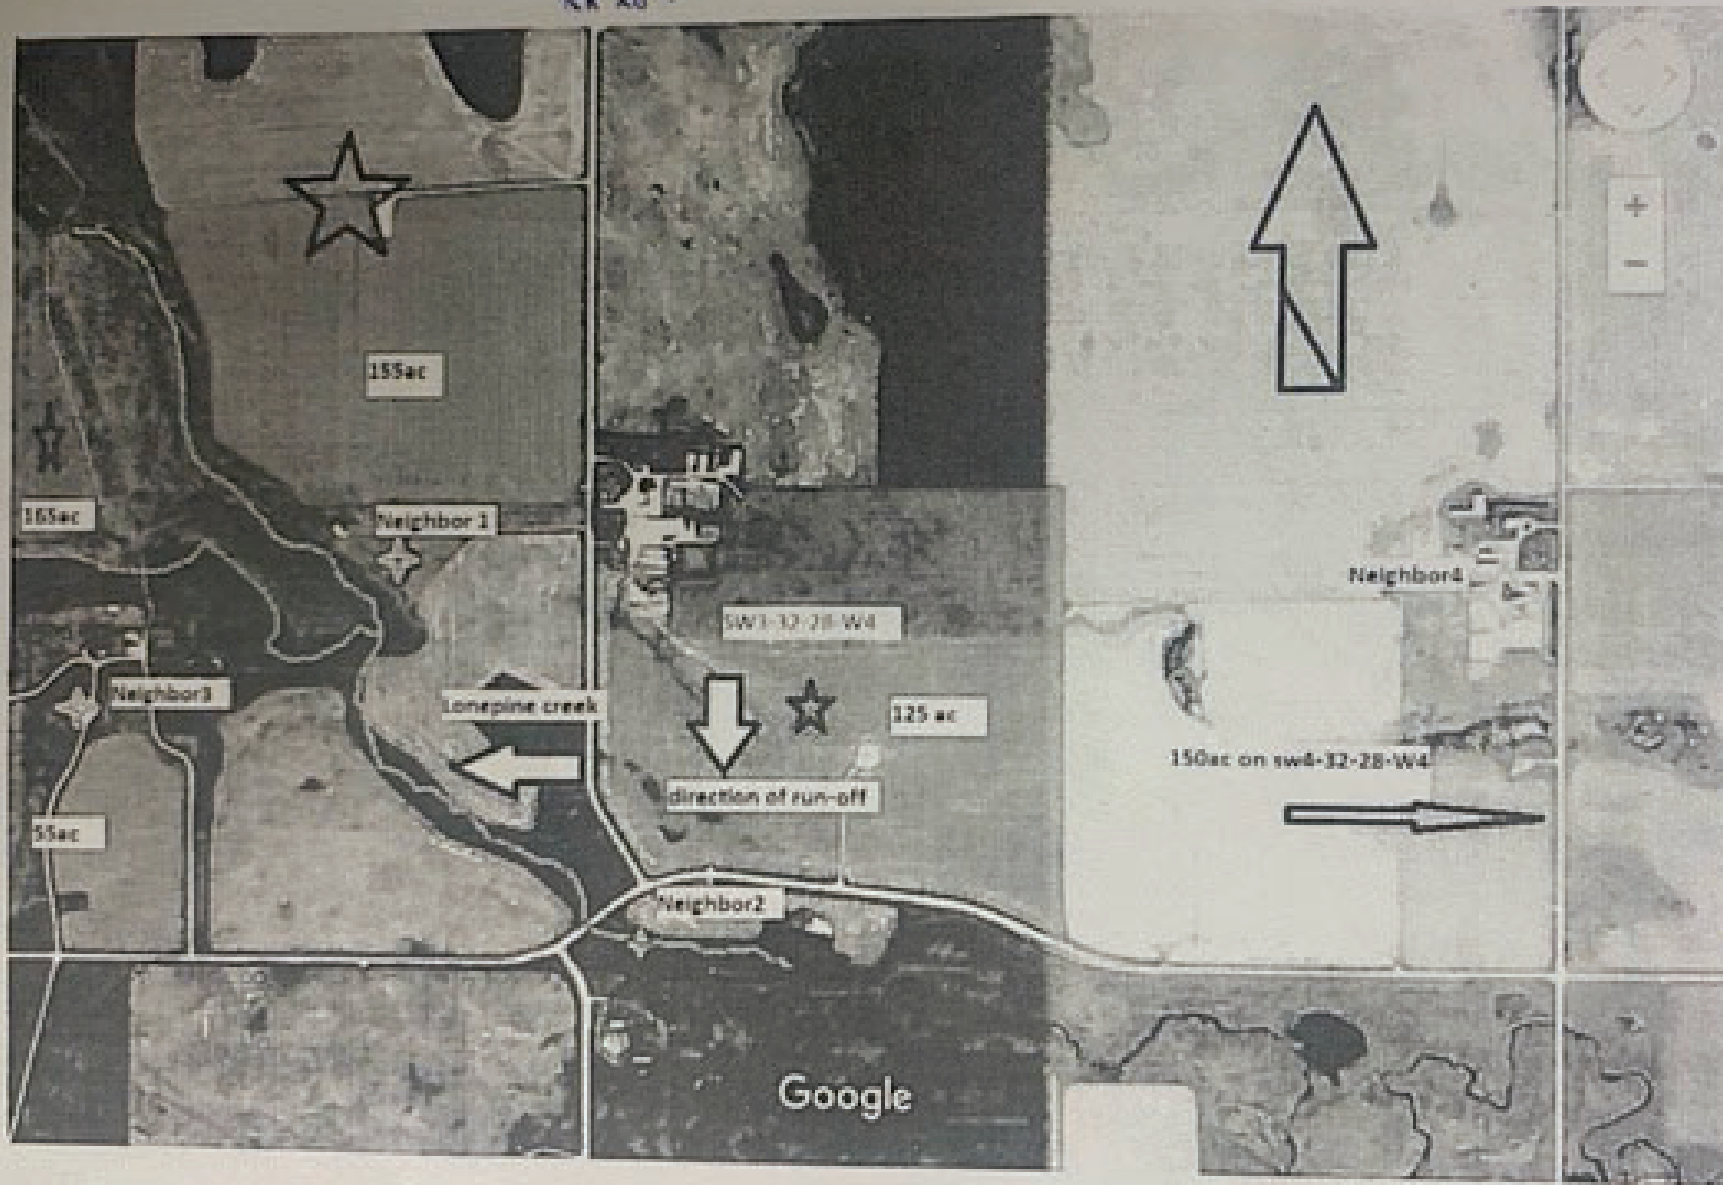 155ac
165ac
Neighbor 1
Neighbor4
SW3-32-28-W4
Neighbor3
Lonepine creek
125 ac
150ac on sw4-32-28-W4
direction of run-off
55ac
Neighbor2
Google
+
−